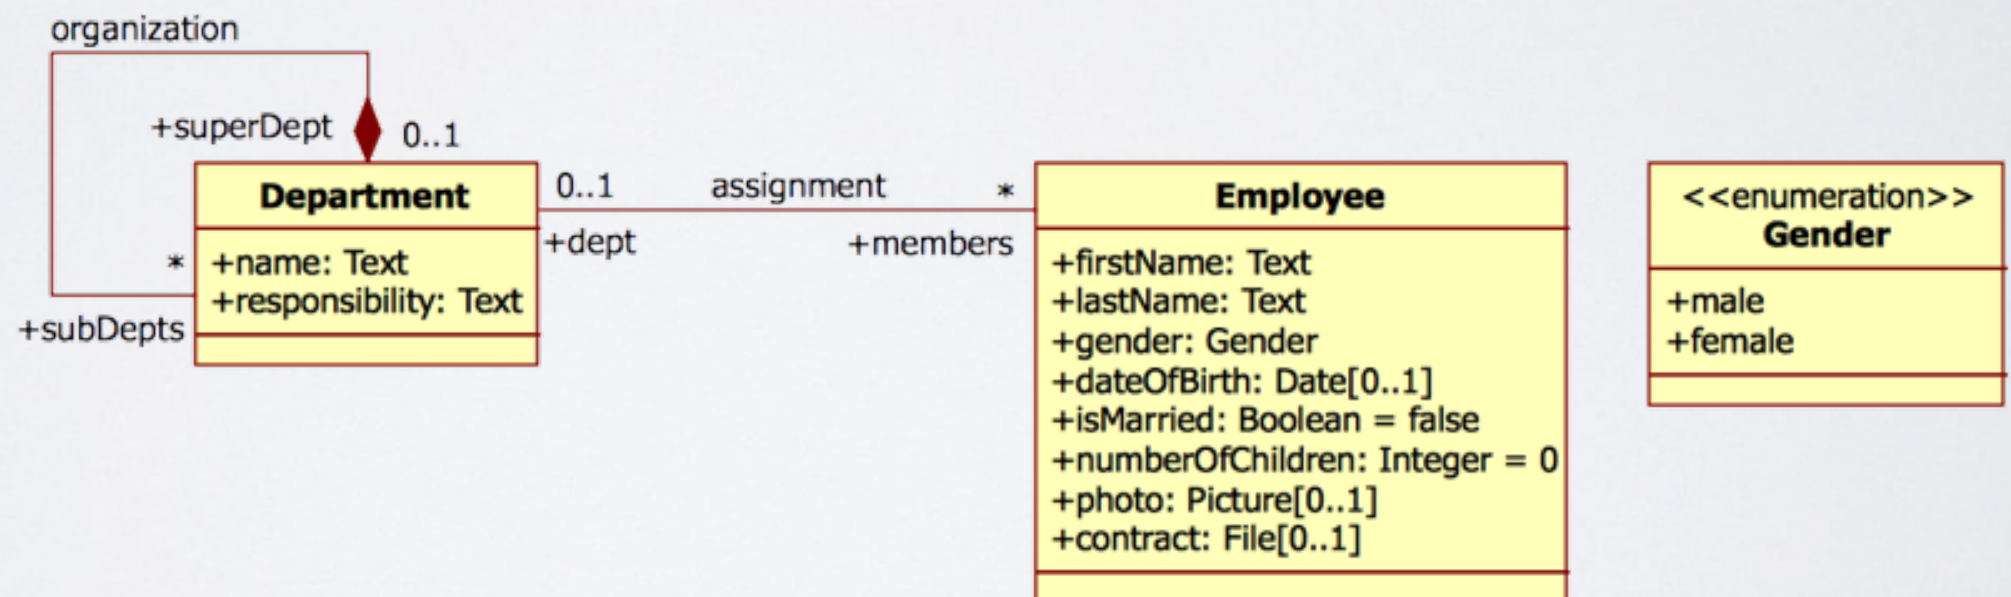 organization
+superDept
0..1
Department
+name: Text
+responsibility: Text
*
+subDepts
0..1
assignment
*
+dept
+members
Employee
+firstName: Text
+lastName: Text
+gender: Gender
+dateOfBirth: Date[0..1]
+isMarried: Boolean = false
+numberOfChildren: Integer = 0
+photo: Picture[0..1]
+contract: File[0..1]
<<enumeration>>
Gender
+male
+female